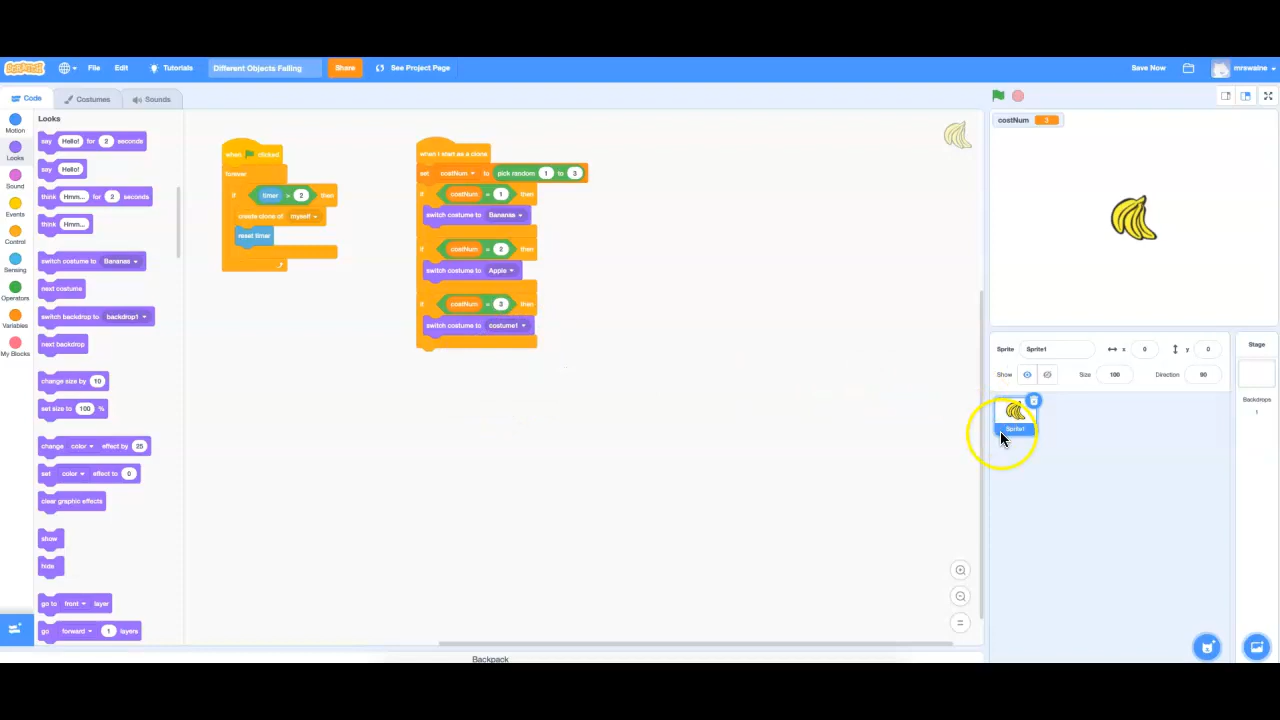 SCRATCH
File
Edit
Tutorials
Different Objects Falling
Share
See Project Page
Save Now
mrswaine
Code
Costumes
Sounds
Motion
Looks
Sound
Events
Control
Sensing
Operators
Variables
My Blocks
Looks
say Hello! for 2 seconds
say Hello!
think Hmm... for 2 seconds
think Hmm...
switch costume to Bananas
next costume
switch backdrop to backdrop1
next backdrop
change size by 10
set size to 100 %
change color effect by 25
set color effect to 0
clear graphic effects
show
hide
go to front layer
go forward 1 layers
when clicked
forever
if timer > 2 then
create clone of myself
reset timer
when I start as a clone
set costNum to pick random 1 to 3
if costNum = 1 then
switch costume to Bananas
if costNum = 2 then
switch costume to Apple
if costNum = 3 then
switch costume to costume1
costNum 3
Sprite Sprite1 x 0 y 0
Show Size 100 Direction 90
Sprite1
Stage
Backdrops
1
Backpack